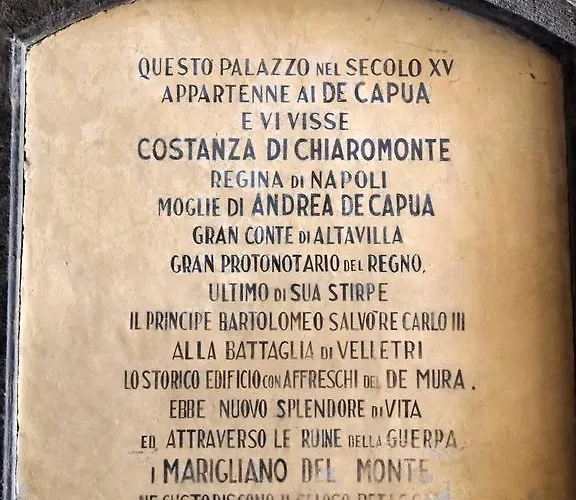 QUESTO PALAZZO NEL SECOLO XV
APPARTENNE AI DE CAPUA
E VI VISSE
COSTANZA DI CHIAROMONTE
REGINA DI NAPOLI
MOGLIE DI ANDREA DE CAPUA
GRAN CONTE DI ALTAVILLA
GRAN PROTONOTARIO DEL REGNO,
ULTIMO DI SUA STIRPE
IL PRINCIPE BARTOLOMEO SALVÒ RE CARLO III
ALLA BATTAGLIA DI VELLETRI
LO STORICO EDIFICIO CON AFFRESCHI DEL DE MURA.
EBBE NUOVO SPLENDORE DI VITA
ED, ATTRAVERSO LE RUINE DELLA GUERRA,
I MARIGLIANO DEL MONTE
NE CUSTODISCONO IL